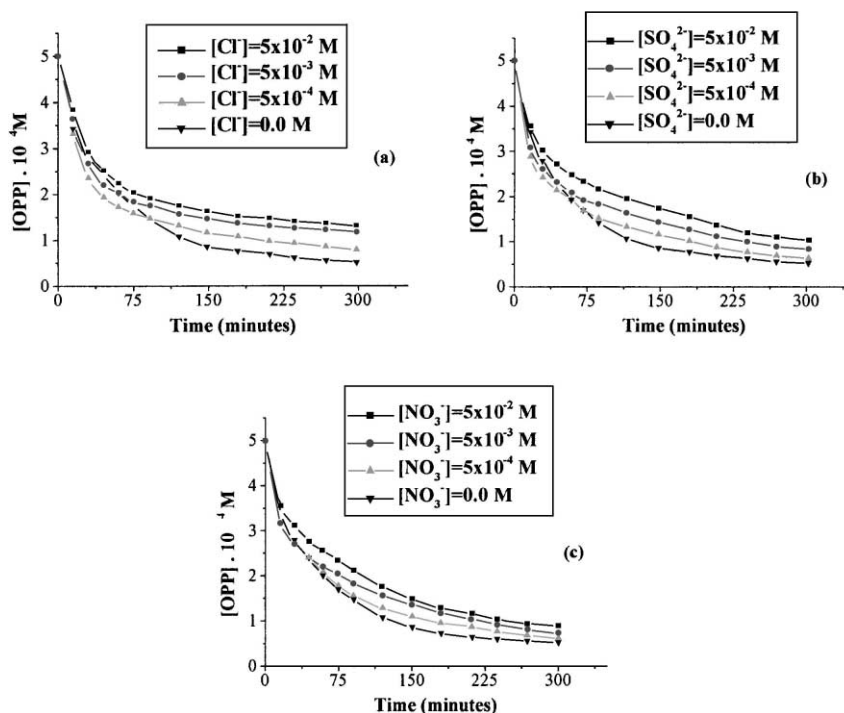 [Cl⁻]=5x10⁻² M
[Cl⁻]=5x10⁻³ M
[Cl⁻]=5x10⁻⁴ M
[Cl⁻]=0.0 M
(a)
[OPP] . 10⁻⁴M
5
4
3
2
1
0
0 75 150 225 300
Time (minutes)
[SO₄²⁻]=5x10⁻² M
[SO₄²⁻]=5x10⁻³ M
[SO₄²⁻]=5x10⁻⁴ M
[SO₄²⁻]=0.0 M
(b)
[OPP] . 10⁻⁴M
5
4
3
2
1
0
0 75 150 225 300
Time (minutes)
[NO₃⁻]=5x10⁻² M
[NO₃⁻]=5x10⁻³ M
[NO₃⁻]=5x10⁻⁴ M
[NO₃⁻]=0.0 M
(c)
[OPP] . 10⁻⁴ M
5
4
3
2
1
0
0 75 150 225 300
Time (minutes)